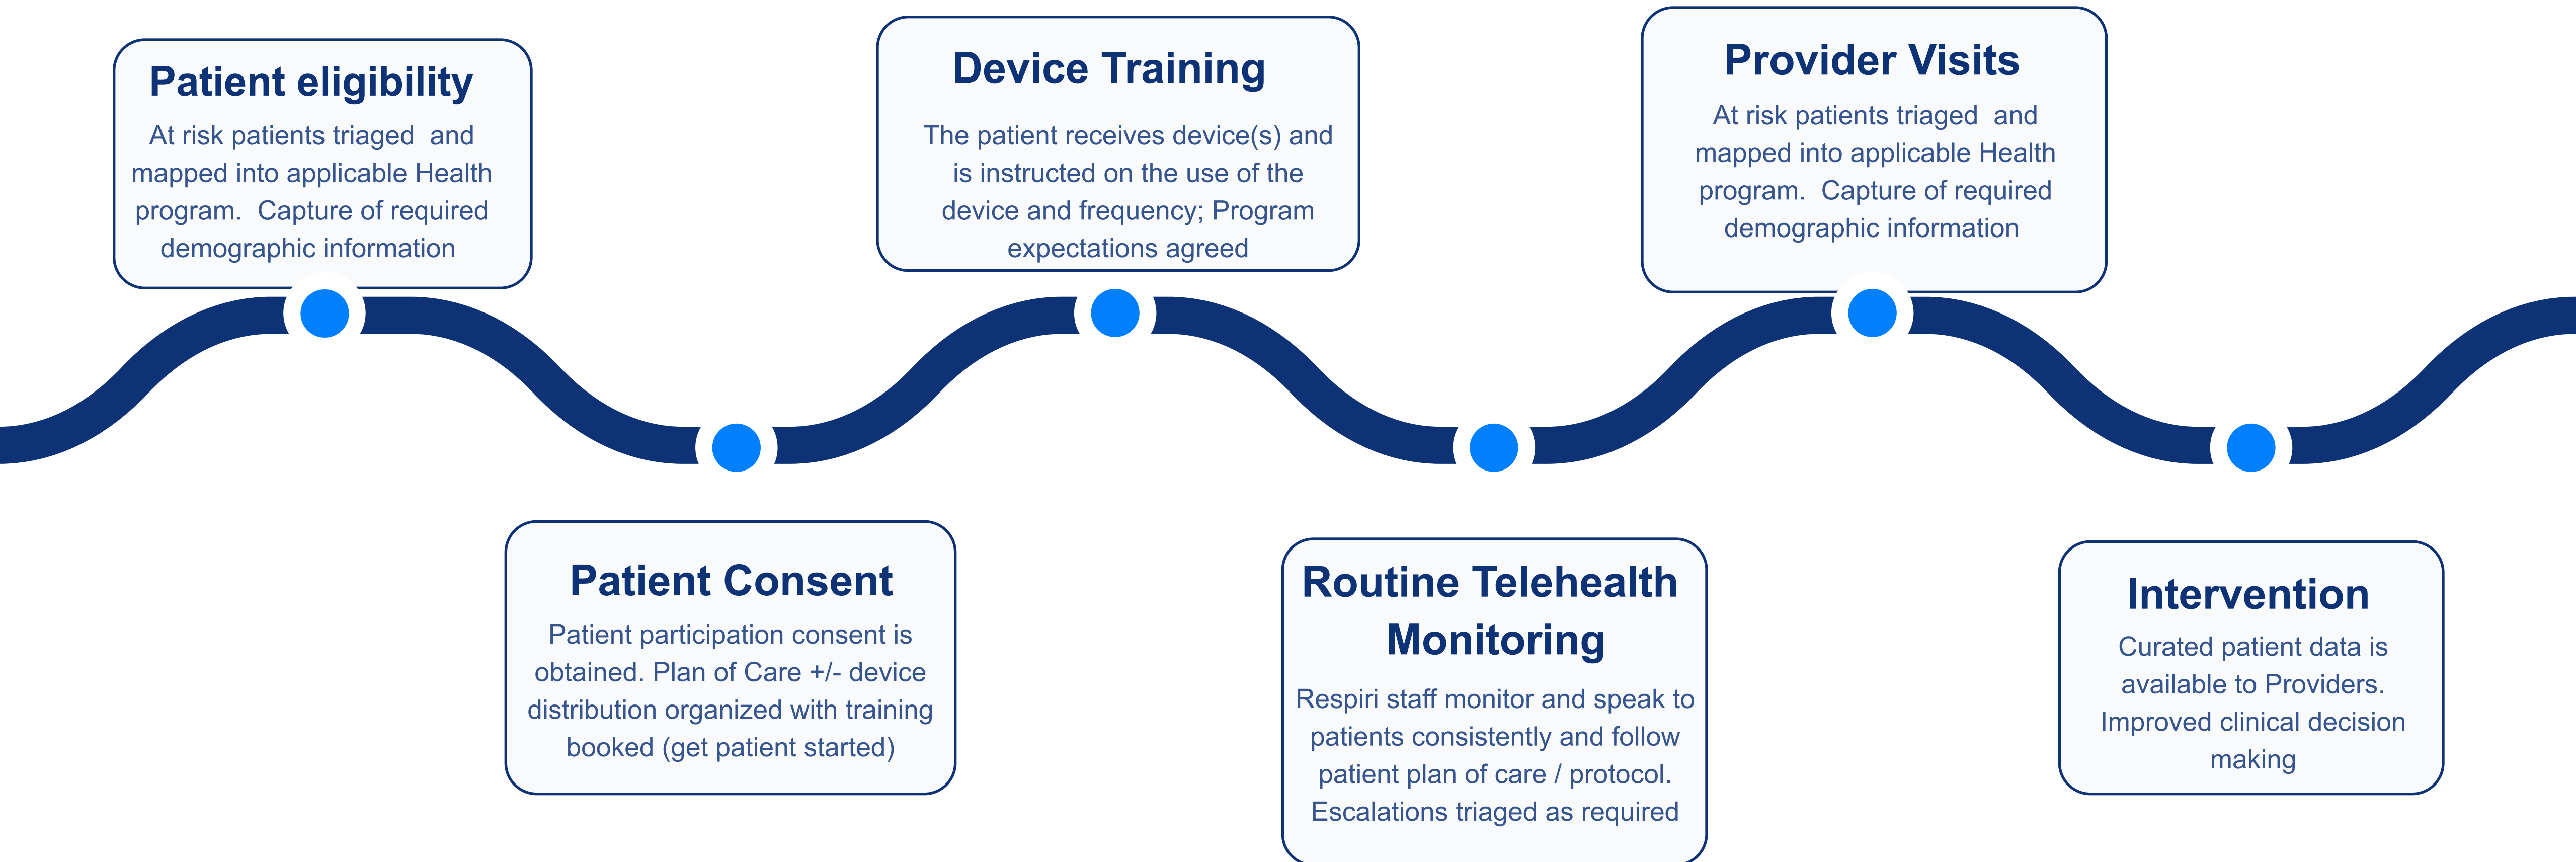 Patient eligibility
At risk patients triaged  and
mapped into applicable Health
program.  Capture of required
demographic information
Patient Consent
Patient participation consent is
obtained. Plan of Care +/- device
distribution organized with training
booked (get patient started)
Device Training
The patient receives device(s) and
is instructed on the use of the
device and frequency; Program
expectations agreed
Routine Telehealth
Monitoring
Respiri staff monitor and speak to
patients consistently and follow
patient plan of care / protocol.
Escalations triaged as required
Provider Visits
At risk patients triaged  and
mapped into applicable Health
program.  Capture of required
demographic information
Intervention
Curated patient data is
available to Providers.
Improved clinical decision
making